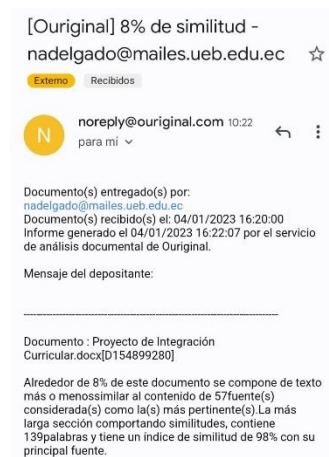 [Ouriginal] 8% de similitud -
nadelgado@mailes.ueb.edu.ec
Externo Recibidos
N
noreply@ouriginal.com 10:22
para mí
Documento(s) entregado(s) por:
nadelgado@mailes.ueb.edu.ec
Documento(s) recibido(s) el: 04/01/2023 16:20:00
Informe generado el 04/01/2023 16:22:07 por el servicio
de análisis documental de Ouriginal.
Mensaje del depositante:
Documento : Proyecto de Integración
Curricular.docx[D154899280]
Alrededor de 8% de este documento se compone de texto
más o menossimilar al contenido de 57fuente(s)
considerada(s) como la(s) más pertinente(s).La más
larga sección comportando similitudes, contiene
139palabras y tiene un índice de similitud de 98% con su
principal fuente.